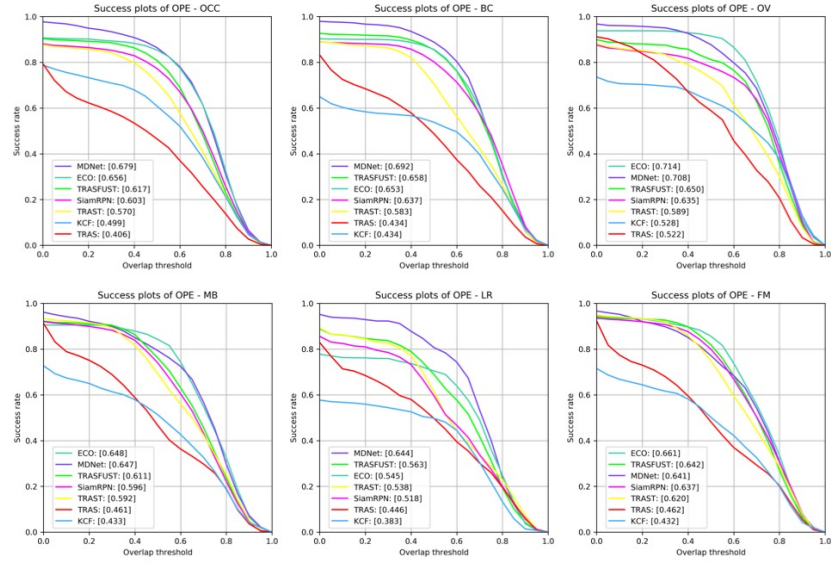 Success plots of OPE - OCC
Success rate
1.0
0.8
0.6
0.4
0.2
0.0
MDNet: [0.679]
ECO: [0.656]
TRASFUST: [0.617]
SiamRPN: [0.603]
TRAST: [0.570]
KCF: [0.499]
TRAS: [0.406]
0.0 0.2 0.4 0.6 0.8 1.0
Overlap threshold
Success plots of OPE - BC
Success rate
1.0
0.8
0.6
0.4
0.2
0.0
MDNet: [0.692]
TRASFUST: [0.658]
ECO: [0.653]
SiamRPN: [0.637]
TRAST: [0.583]
TRAS: [0.434]
KCF: [0.434]
0.0 0.2 0.4 0.6 0.8 1.0
Overlap threshold
Success plots of OPE - OV
Success rate
1.0
0.8
0.6
0.4
0.2
0.0
ECO: [0.714]
MDNet: [0.708]
TRASFUST: [0.650]
SiamRPN: [0.635]
TRAST: [0.589]
KCF: [0.528]
TRAS: [0.522]
0.0 0.2 0.4 0.6 0.8 1.0
Overlap threshold
Success plots of OPE - MB
Success rate
1.0
0.8
0.6
0.4
0.2
0.0
ECO: [0.648]
MDNet: [0.647]
TRASFUST: [0.611]
SiamRPN: [0.596]
TRAST: [0.592]
TRAS: [0.461]
KCF: [0.433]
0.0 0.2 0.4 0.6 0.8 1.0
Overlap threshold
Success plots of OPE - LR
Success rate
1.0
0.8
0.6
0.4
0.2
0.0
MDNet: [0.644]
TRASFUST: [0.563]
ECO: [0.545]
TRAST: [0.538]
SiamRPN: [0.518]
TRAS: [0.446]
KCF: [0.383]
0.0 0.2 0.4 0.6 0.8 1.0
Overlap threshold
Success plots of OPE - FM
Success rate
1.0
0.8
0.6
0.4
0.2
0.0
ECO: [0.661]
TRASFUST: [0.642]
MDNet: [0.641]
SiamRPN: [0.637]
TRAST: [0.620]
TRAS: [0.462]
KCF: [0.432]
0.0 0.2 0.4 0.6 0.8 1.0
Overlap threshold